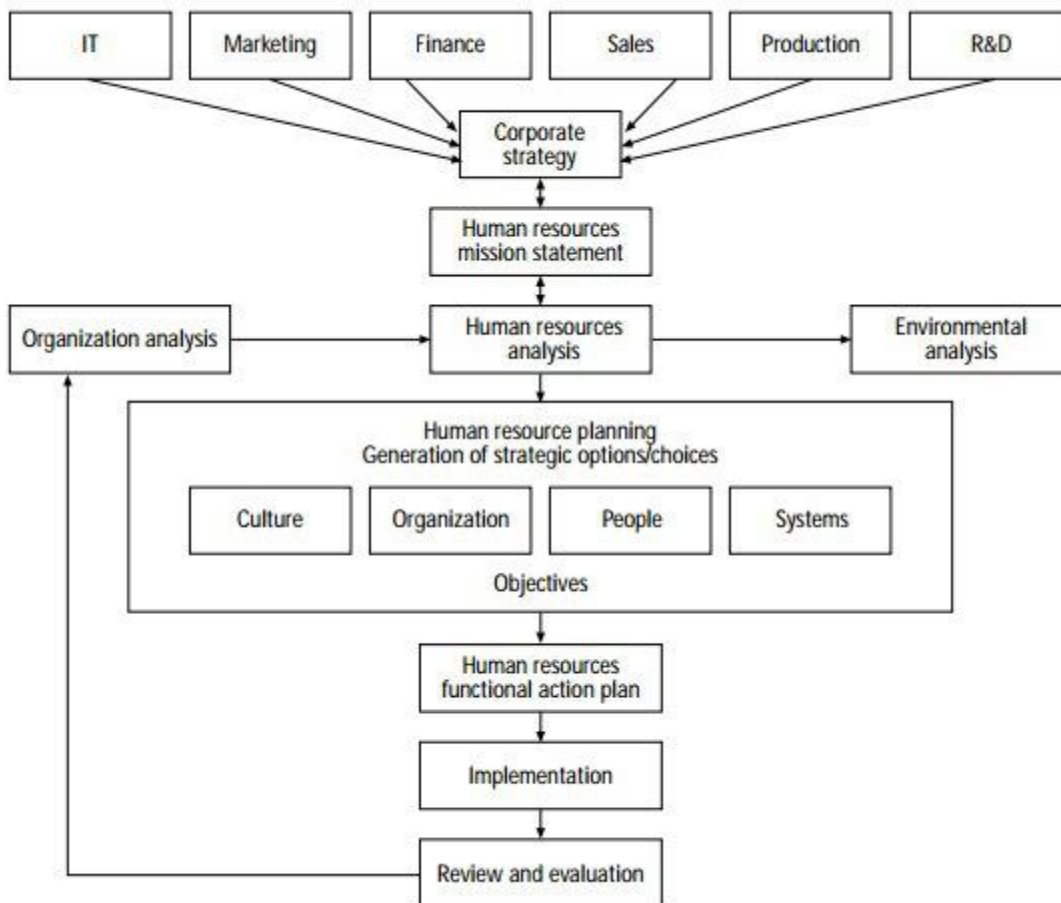 IT
Marketing
Finance
Sales
Production
R&D
Corporate
strategy
Human resources
mission statement
Organization analysis
Human resources
analysis
Environmental
analysis
Human resource planning
Generation of strategic options/choices
Culture
Organization
People
Systems
Objectives
Human resources
functional action plan
Implementation
Review and evaluation